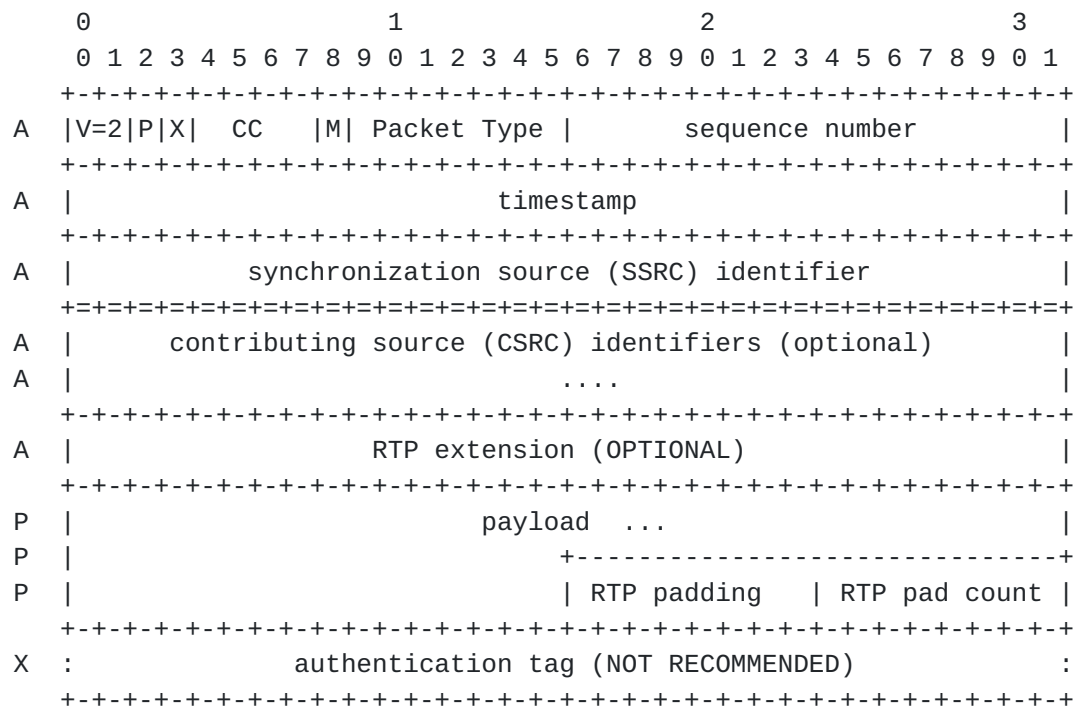 0                   1                   2                   3
     0 1 2 3 4 5 6 7 8 9 0 1 2 3 4 5 6 7 8 9 0 1 2 3 4 5 6 7 8 9 0 1
    +-+-+-+-+-+-+-+-+-+-+-+-+-+-+-+-+-+-+-+-+-+-+-+-+-+-+-+-+-+-+-+-+
A   |V=2|P|X|  CC   |M| Packet Type |       sequence number         |
    +-+-+-+-+-+-+-+-+-+-+-+-+-+-+-+-+-+-+-+-+-+-+-+-+-+-+-+-+-+-+-+-+
A   |                           timestamp                           |
    +-+-+-+-+-+-+-+-+-+-+-+-+-+-+-+-+-+-+-+-+-+-+-+-+-+-+-+-+-+-+-+-+
A   |           synchronization source (SSRC) identifier            |
    +=+=+=+=+=+=+=+=+=+=+=+=+=+=+=+=+=+=+=+=+=+=+=+=+=+=+=+=+=+=+=+=+
A   |      contributing source (CSRC) identifiers (optional)        |
A   |                               ....                            |
    +-+-+-+-+-+-+-+-+-+-+-+-+-+-+-+-+-+-+-+-+-+-+-+-+-+-+-+-+-+-+-+-+
A   |                   RTP extension (OPTIONAL)                    |
    +-+-+-+-+-+-+-+-+-+-+-+-+-+-+-+-+-+-+-+-+-+-+-+-+-+-+-+-+-+-+-+-+
P   |                          payload  ...                         |
P   |                               +-------------------------------+
P   |                               | RTP padding   | RTP pad count |
    +-+-+-+-+-+-+-+-+-+-+-+-+-+-+-+-+-+-+-+-+-+-+-+-+-+-+-+-+-+-+-+-+
X   :              authentication tag (NOT RECOMMENDED)             :
    +-+-+-+-+-+-+-+-+-+-+-+-+-+-+-+-+-+-+-+-+-+-+-+-+-+-+-+-+-+-+-+-+